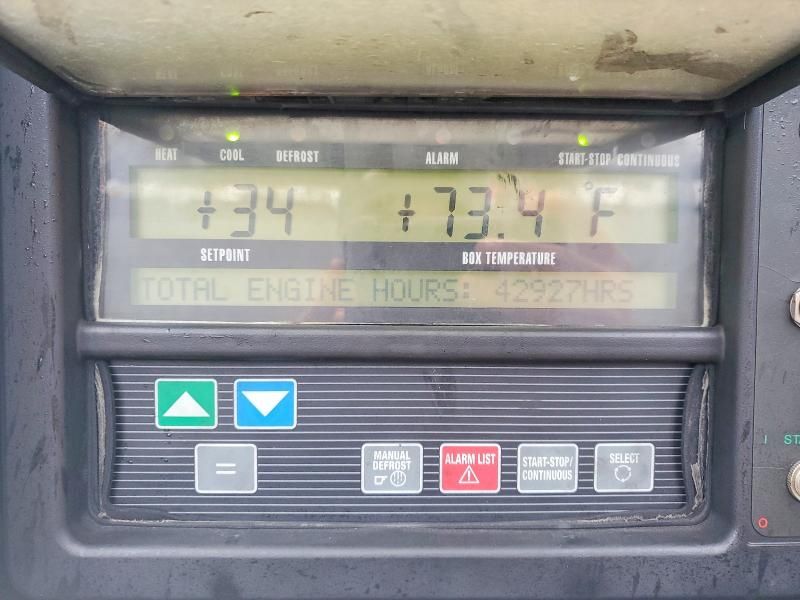 HEAT COOL DEFROST ALARM START-STOP CONTINUOUS
+34 +73.4 °F
SETPOINT BOX TEMPERATURE
TOTAL ENGINE HOURS: 42927HRS
=
MANUAL
DEFROST
ALARM LIST
START-STOP/
CONTINUOUS
SELECT
I
O